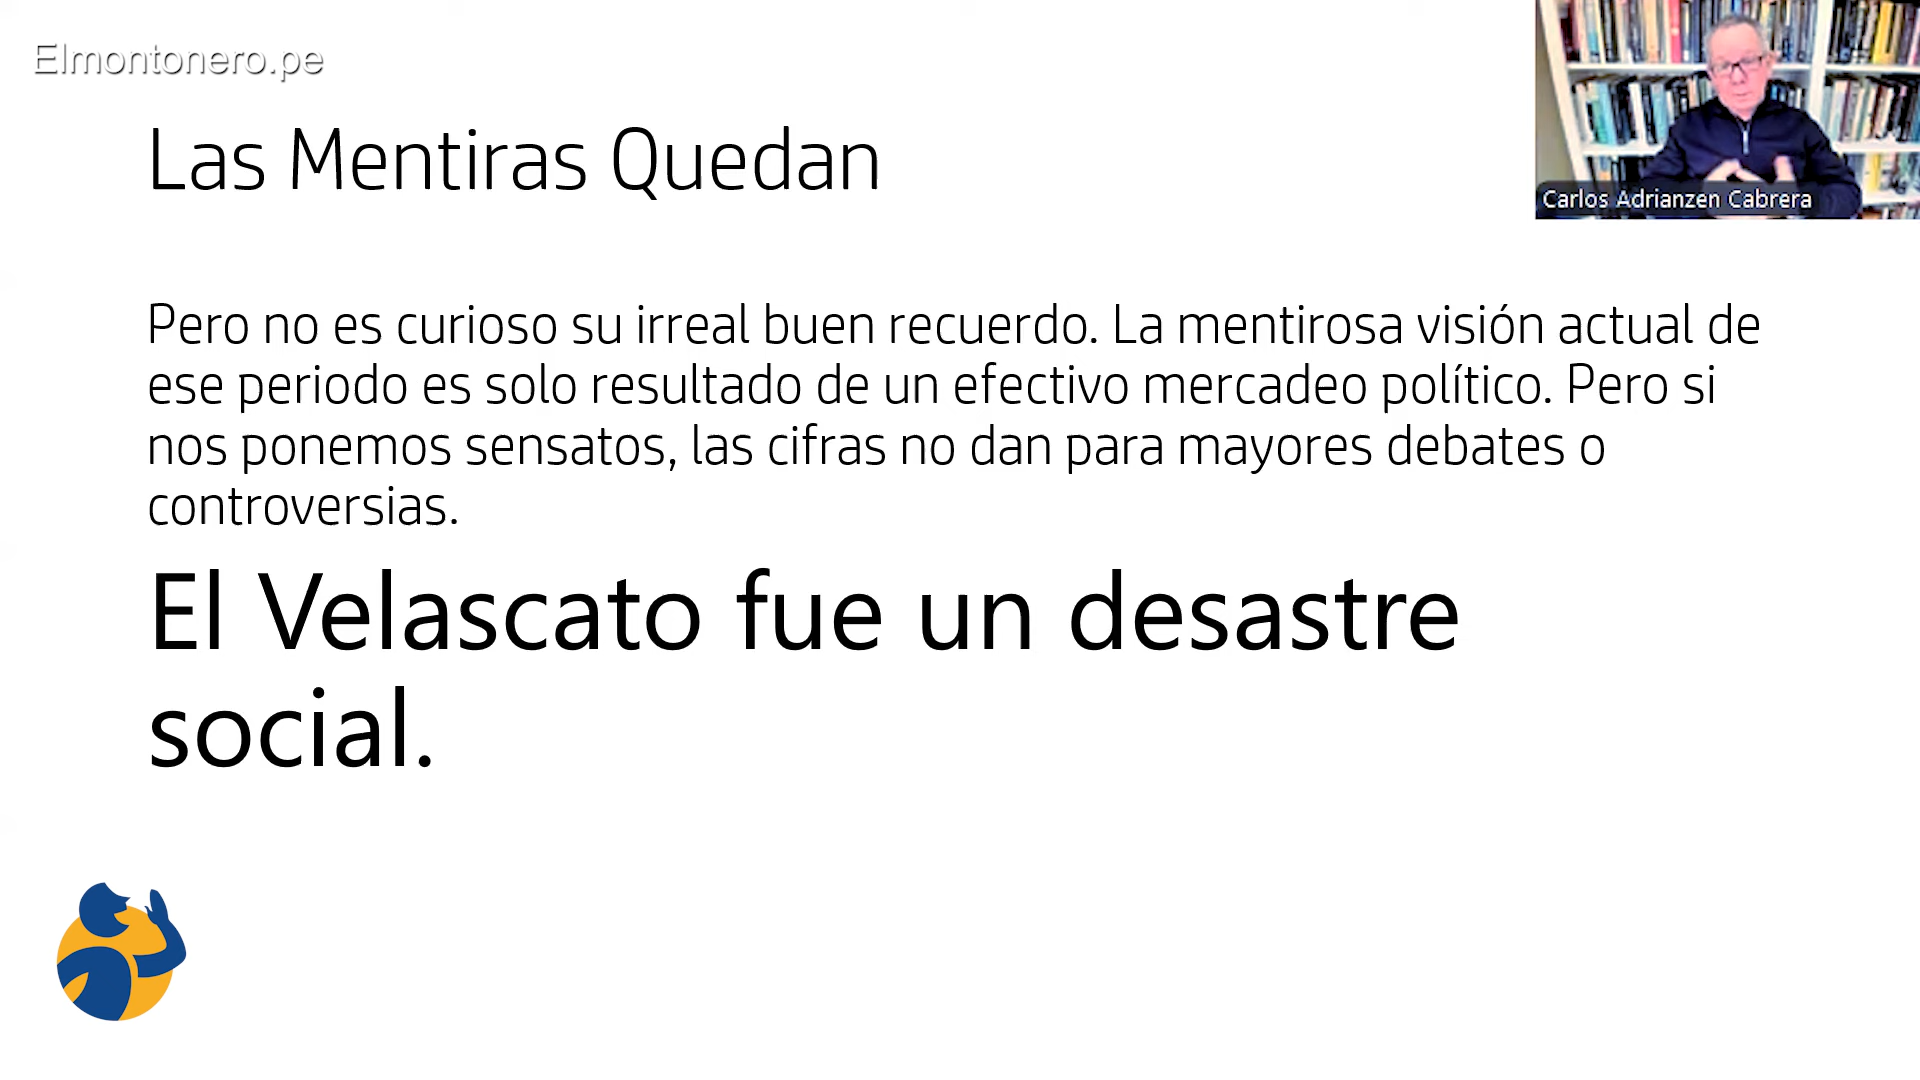 Elmontonero.pe
Carlos Adrianzen Cabrera
Las Mentiras Quedan
Pero no es curioso su irreal buen recuerdo. La mentirosa visión actual de
ese periodo es solo resultado de un efectivo mercadeo político. Pero si
nos ponemos sensatos, las cifras no dan para mayores debates o
controversias.
El Velascato fue un desastre
social.